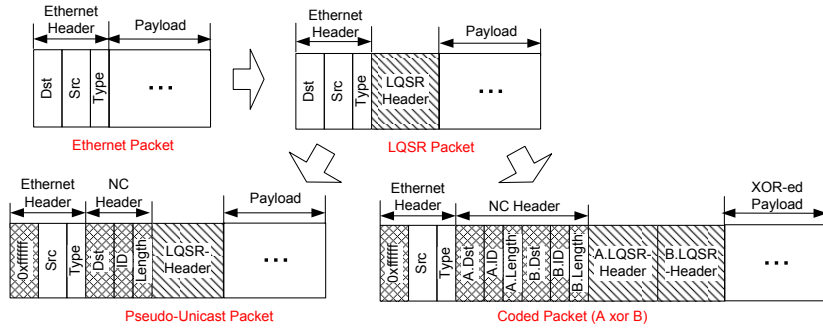 Ethernet
Header
Payload
Dst
Src
Type
...
Ethernet Packet
Ethernet
Header
Payload
Dst
Src
Type
LQSR
Header
...
LQSR Packet
Ethernet
Header
NC
Header
Payload
0xffffff
Src
Type
Dst
ID
Length
LQSR-
Header
...
Pseudo-Unicast Packet
Ethernet
Header
NC Header
XOR-ed
Payload
0xffffff
Src
Type
A.Dst
A.ID
A.Length
B.Dst
B.ID
B.Length
A.LQSR-
Header
B.LQSR
-Header
...
Coded Packet (A xor B)